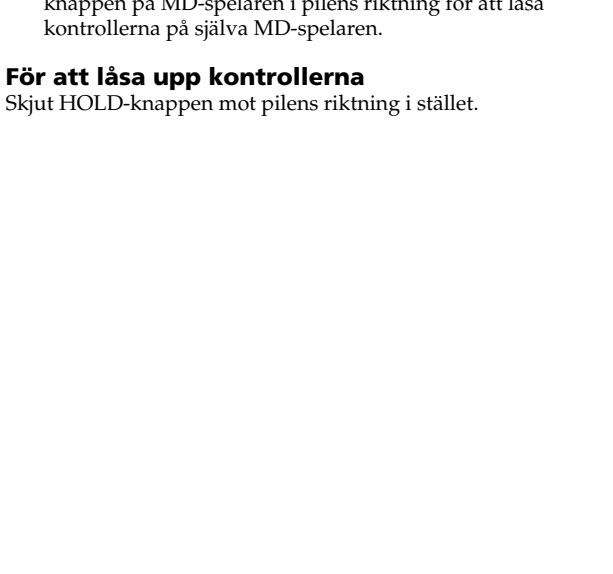 knappen på MD-spelaren i pilens riktning för att låsa
kontrollerna på själva MD-spelaren.
För att låsa upp kontrollerna
Skjut HOLD-knappen mot pilens riktning i stället.